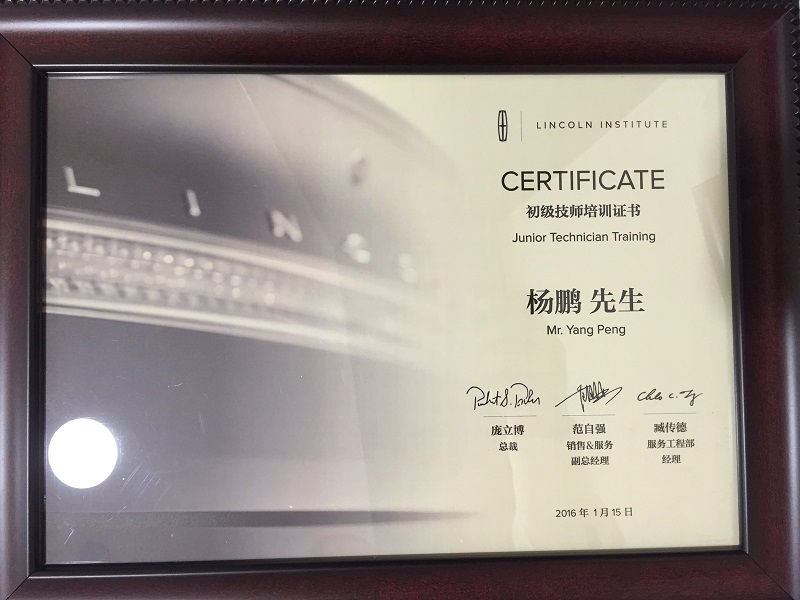 LINCOLN INSTITUTE
CERTIFICATE
初级技师培训证书
Junior Technician Training
杨鹏 先生
Mr. Yang Peng
庞立博
总裁
范自强
销售&服务
副总经理
臧传德
服务工程部
经理
2016 年 1 月 15 日
L I N